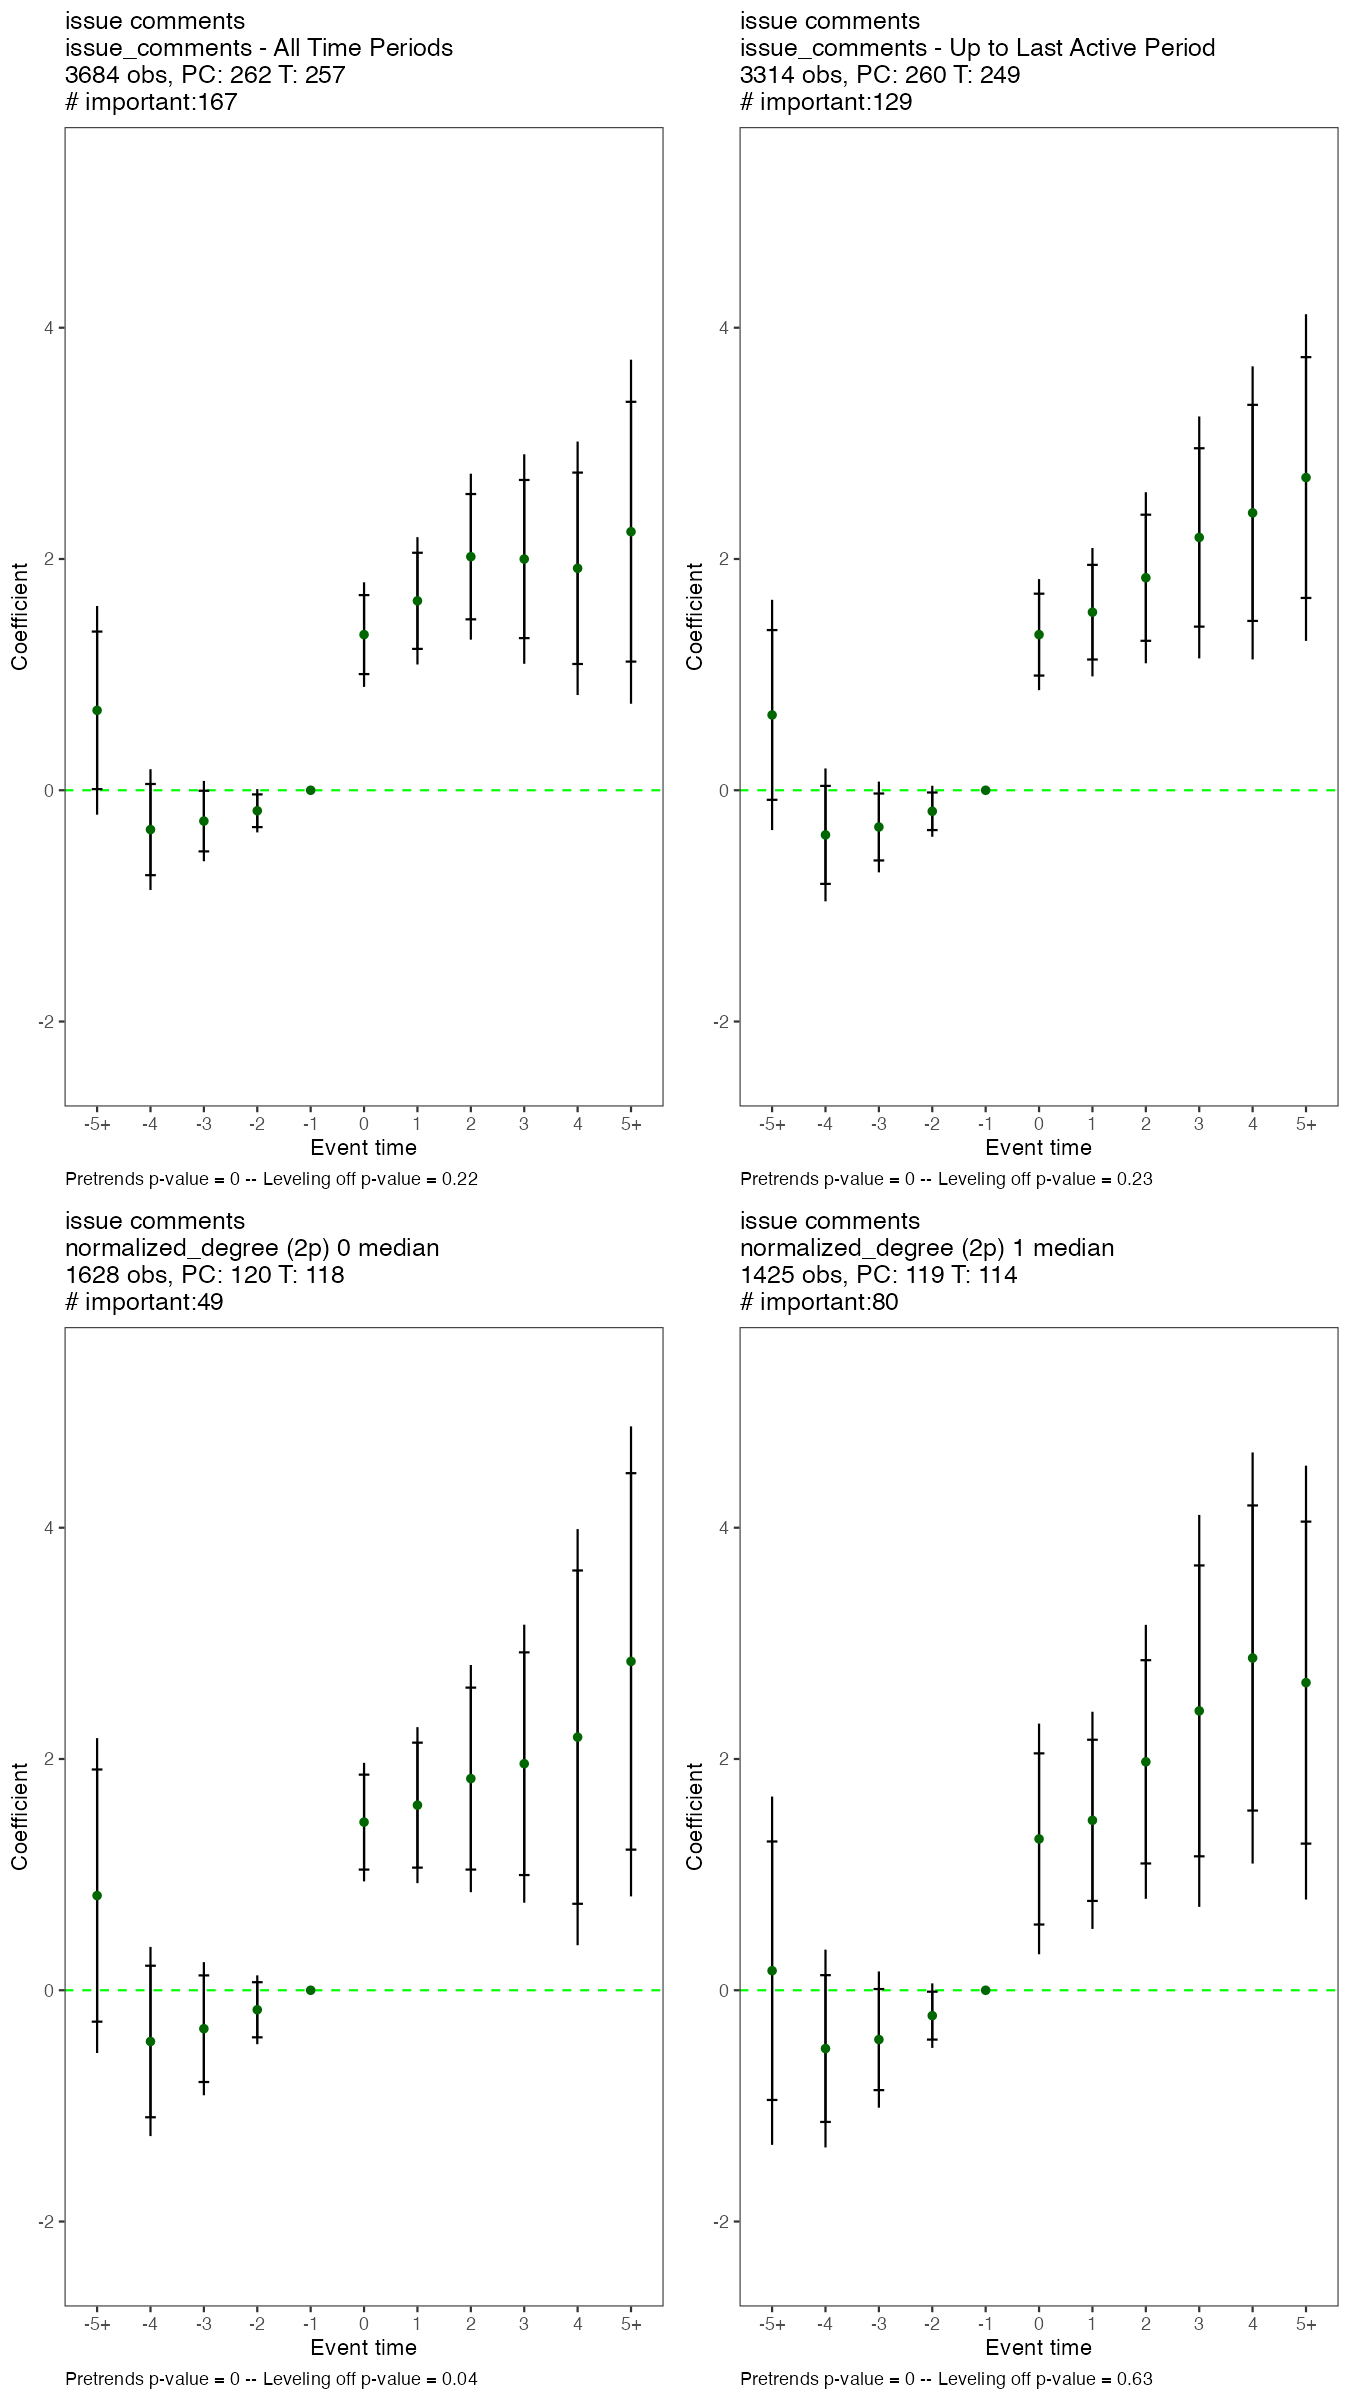 issue comments
issue_comments - All Time Periods
3684 obs, PC: 262 T: 257
# important:167
4
2
0
-2
Coefficient
-5+ -4 -3 -2 -1 0 1 2 3 4 5+
Event time
Pretrends p-value = 0 -- Leveling off p-value = 0.22
issue comments
issue_comments - Up to Last Active Period
3314 obs, PC: 260 T: 249
# important:129
4
2
0
-2
Coefficient
-5+ -4 -3 -2 -1 0 1 2 3 4 5+
Event time
Pretrends p-value = 0 -- Leveling off p-value = 0.23
issue comments
normalized_degree (2p) 0 median
1628 obs, PC: 120 T: 118
# important:49
4
2
0
-2
Coefficient
-5+ -4 -3 -2 -1 0 1 2 3 4 5+
Event time
Pretrends p-value = 0 -- Leveling off p-value = 0.04
issue comments
normalized_degree (2p) 1 median
1425 obs, PC: 119 T: 114
# important:80
4
2
0
-2
Coefficient
-5+ -4 -3 -2 -1 0 1 2 3 4 5+
Event time
Pretrends p-value = 0 -- Leveling off p-value = 0.63